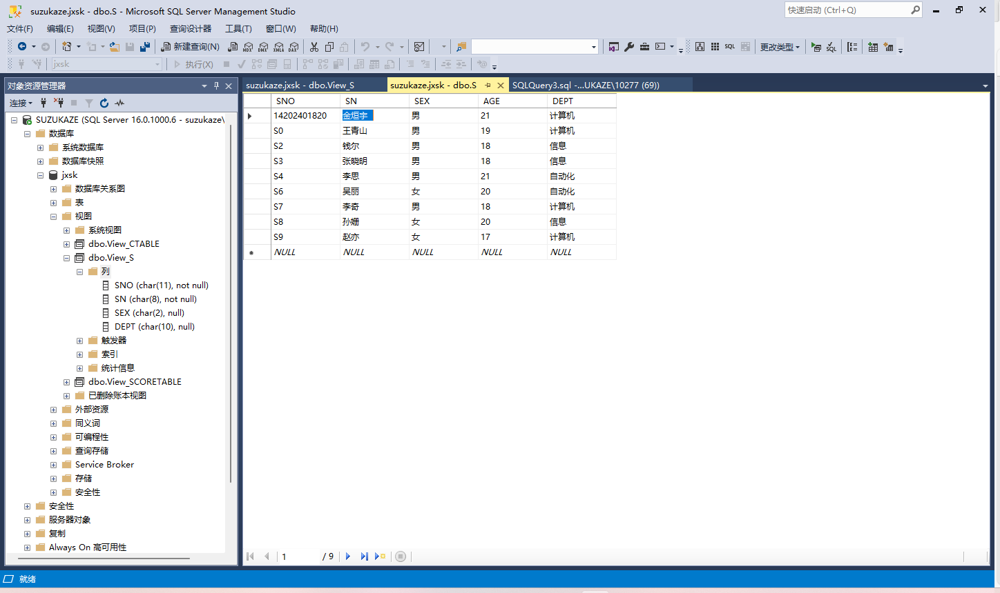 suzukaze.jxsk - dbo.S - Microsoft SQL Server Management Studio
快速启动 (Ctrl+Q)
文件(F) 编辑(E) 视图(V) 项目(P) 查询设计器 工具(T) 窗口(W) 帮助(H)
新建查询(N) MDX DMX XMLA DAX SQL 更改类型 SQL
jxsk 执行(X)
对象资源管理器
连接
SUZUKAZE (SQL Server 16.0.1000.6 - suzukaze\
数据库
系统数据库
数据库快照
jxsk
数据库关系图
表
视图
系统视图
dbo.View_CTABLE
dbo.View_S
列
SNO (char(11), not null)
SN (char(8), not null)
SEX (char(2), null)
DEPT (char(10), null)
触发器
索引
统计信息
dbo.View_SCORETABLE
已删除账本视图
外部资源
同义词
可编程性
查询存储
Service Broker
存储
安全性
安全性
服务器对象
复制
Always On 高可用性
suzukaze.jxsk - dbo.View_S suzukaze.jxsk - dbo.S SQLQuery3.sql -...UKAZE\10277 (69))
SNO SN SEX AGE DEPT
14202401820 金烜宇 男 21 计算机
S0 王青山 男 19 计算机
S2 钱尔 男 18 信息
S3 张晓明 男 18 信息
S4 李思 男 21 自动化
S6 吴丽 女 20 自动化
S7 李奇 男 18 计算机
S8 孙姗 女 20 信息
S9 赵亦 女 17 计算机
NULL NULL NULL NULL NULL
1 / 9
就绪